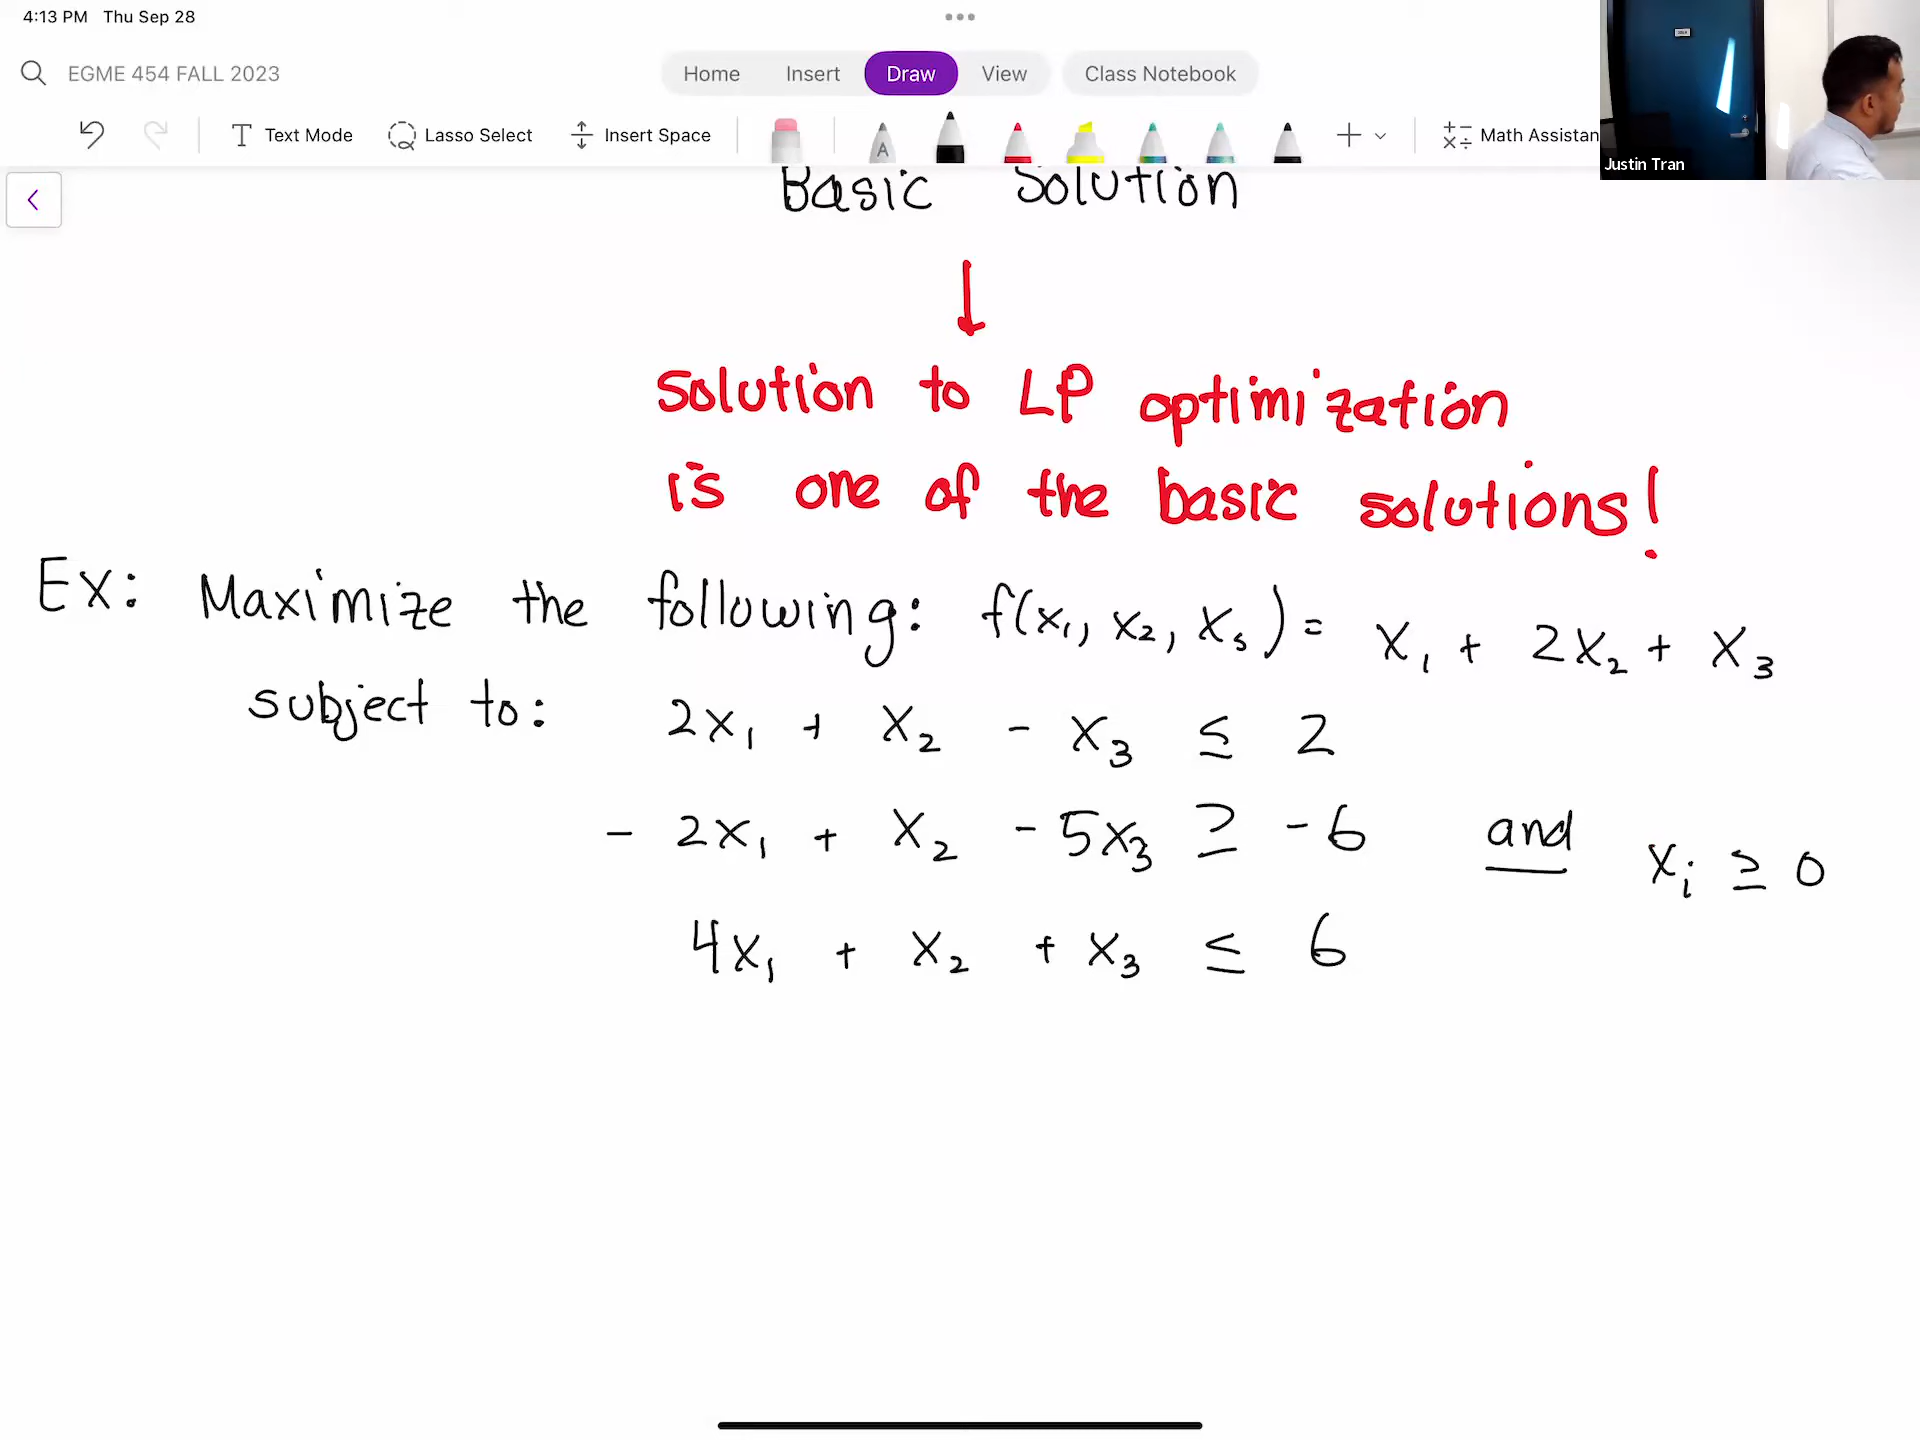 4:13 PM Thu Sep 28
EGME 454 FALL 2023
Home Insert Draw View Class Notebook
Text Mode Lasso Select Insert Space A Math Assistan
Justin Tran
Basic Solution
Solution to LP optimization
is one of the basic solutions!
Ex: Maximize the following: f(x₁, x₂, x₃) = x₁ + 2x₂ + x₃
subject to: 2x₁ + x₂ - x₃ ≤ 2
- 2x₁ + x₂ - 5x₃ ≥ -6 and xᵢ ≥ 0
4x₁ + x₂ + x₃ ≤ 6